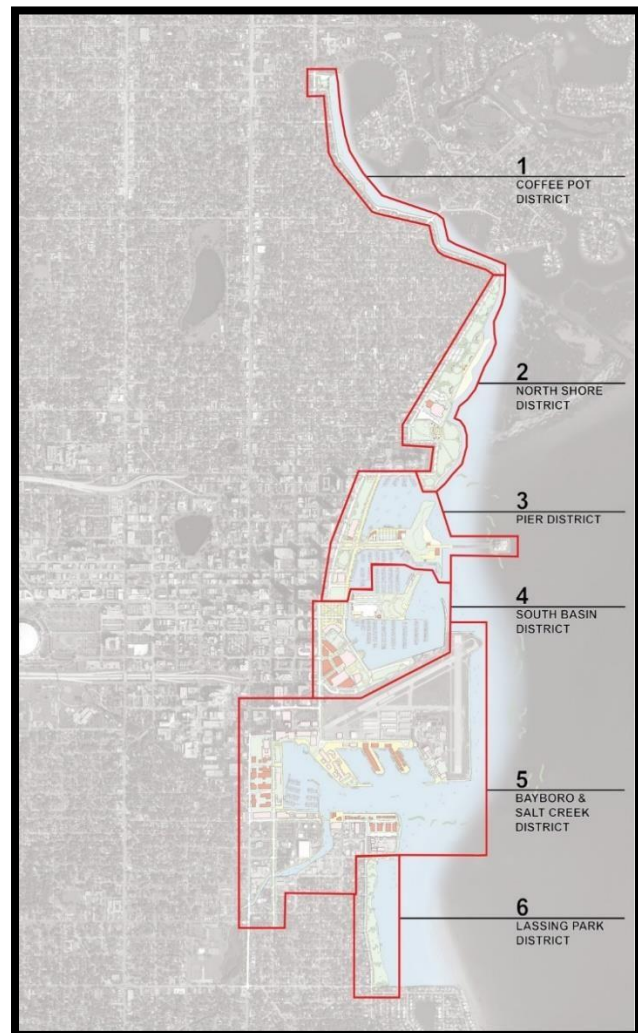 1
COFFEE POT
DISTRICT
2
NORTH SHORE
DISTRICT
3
PIER DISTRICT
4
SOUTH BASIN
DISTRICT
5
BAYBORO &
SALT CREEK
DISTRICT
6
LASSING PARK
DISTRICT